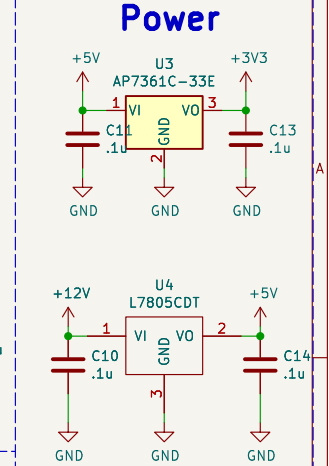 Power
+5V
+3V3
U3
AP7361C-33E
1 VI VO 3
GND
2
C11
.1u
C13
.1u
GND GND GND
A
U4
L7805CDT
+12V
+5V
1 VI VO 2
GND
3
C10
.1u
C14
.1u
GND GND GND